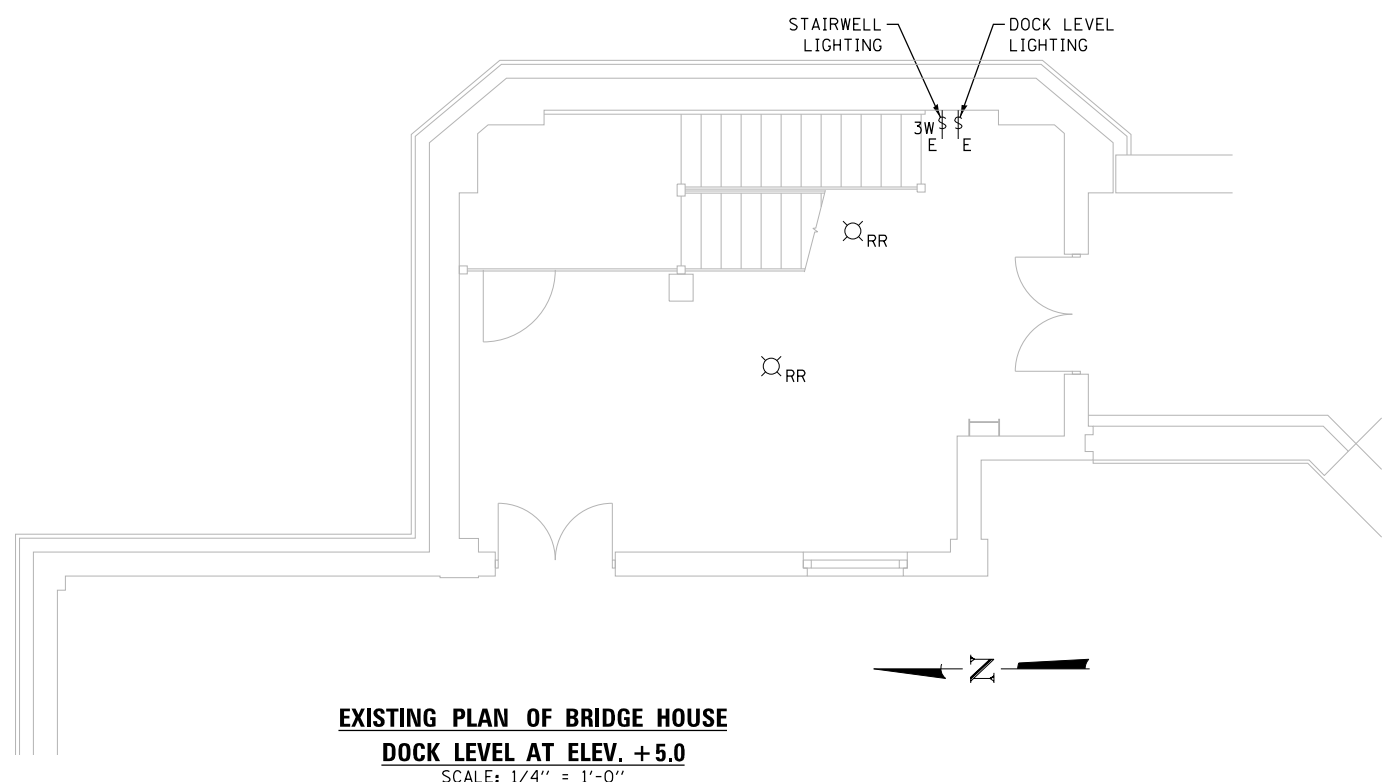 STAIRWELL
LIGHTING
DOCK LEVEL
LIGHTING
3W
S S
E E
RR
RR
N
EXISTING PLAN OF BRIDGE HOUSE
DOCK LEVEL AT ELEV. +5.0
SCALE: 1/4" = 1'-0"